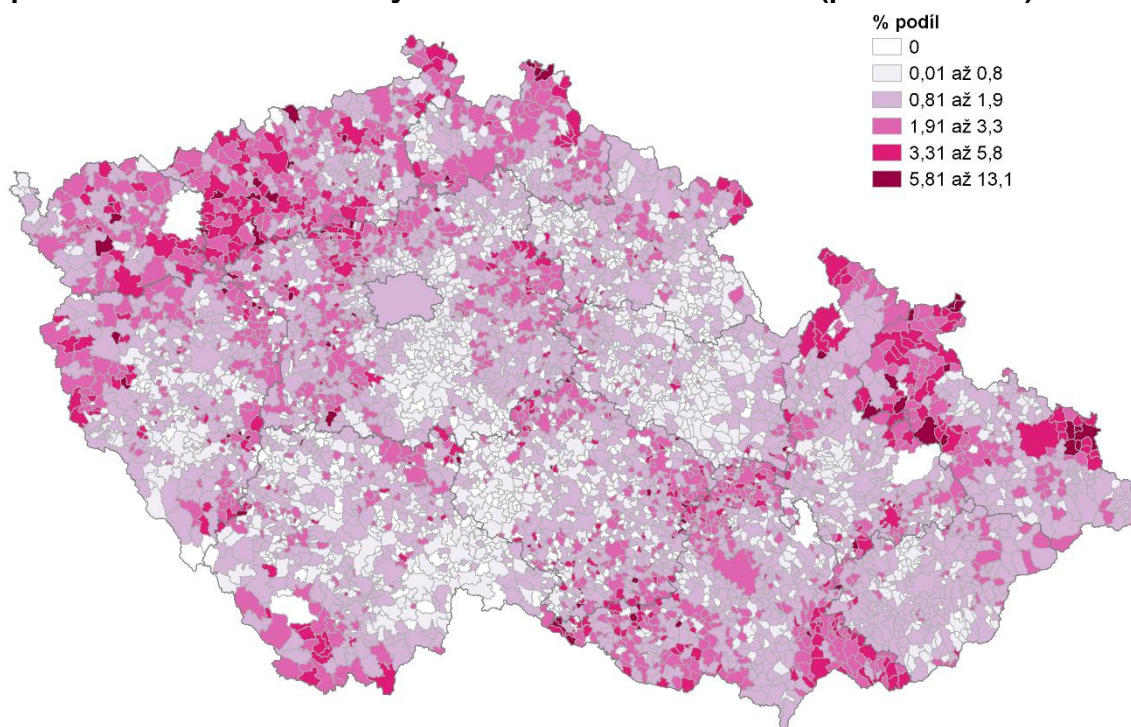 % podíl
0
0,01 až 0,8
0,81 až 1,9
1,91 až 3,3
3,31 až 5,8
5,81 až 13,1